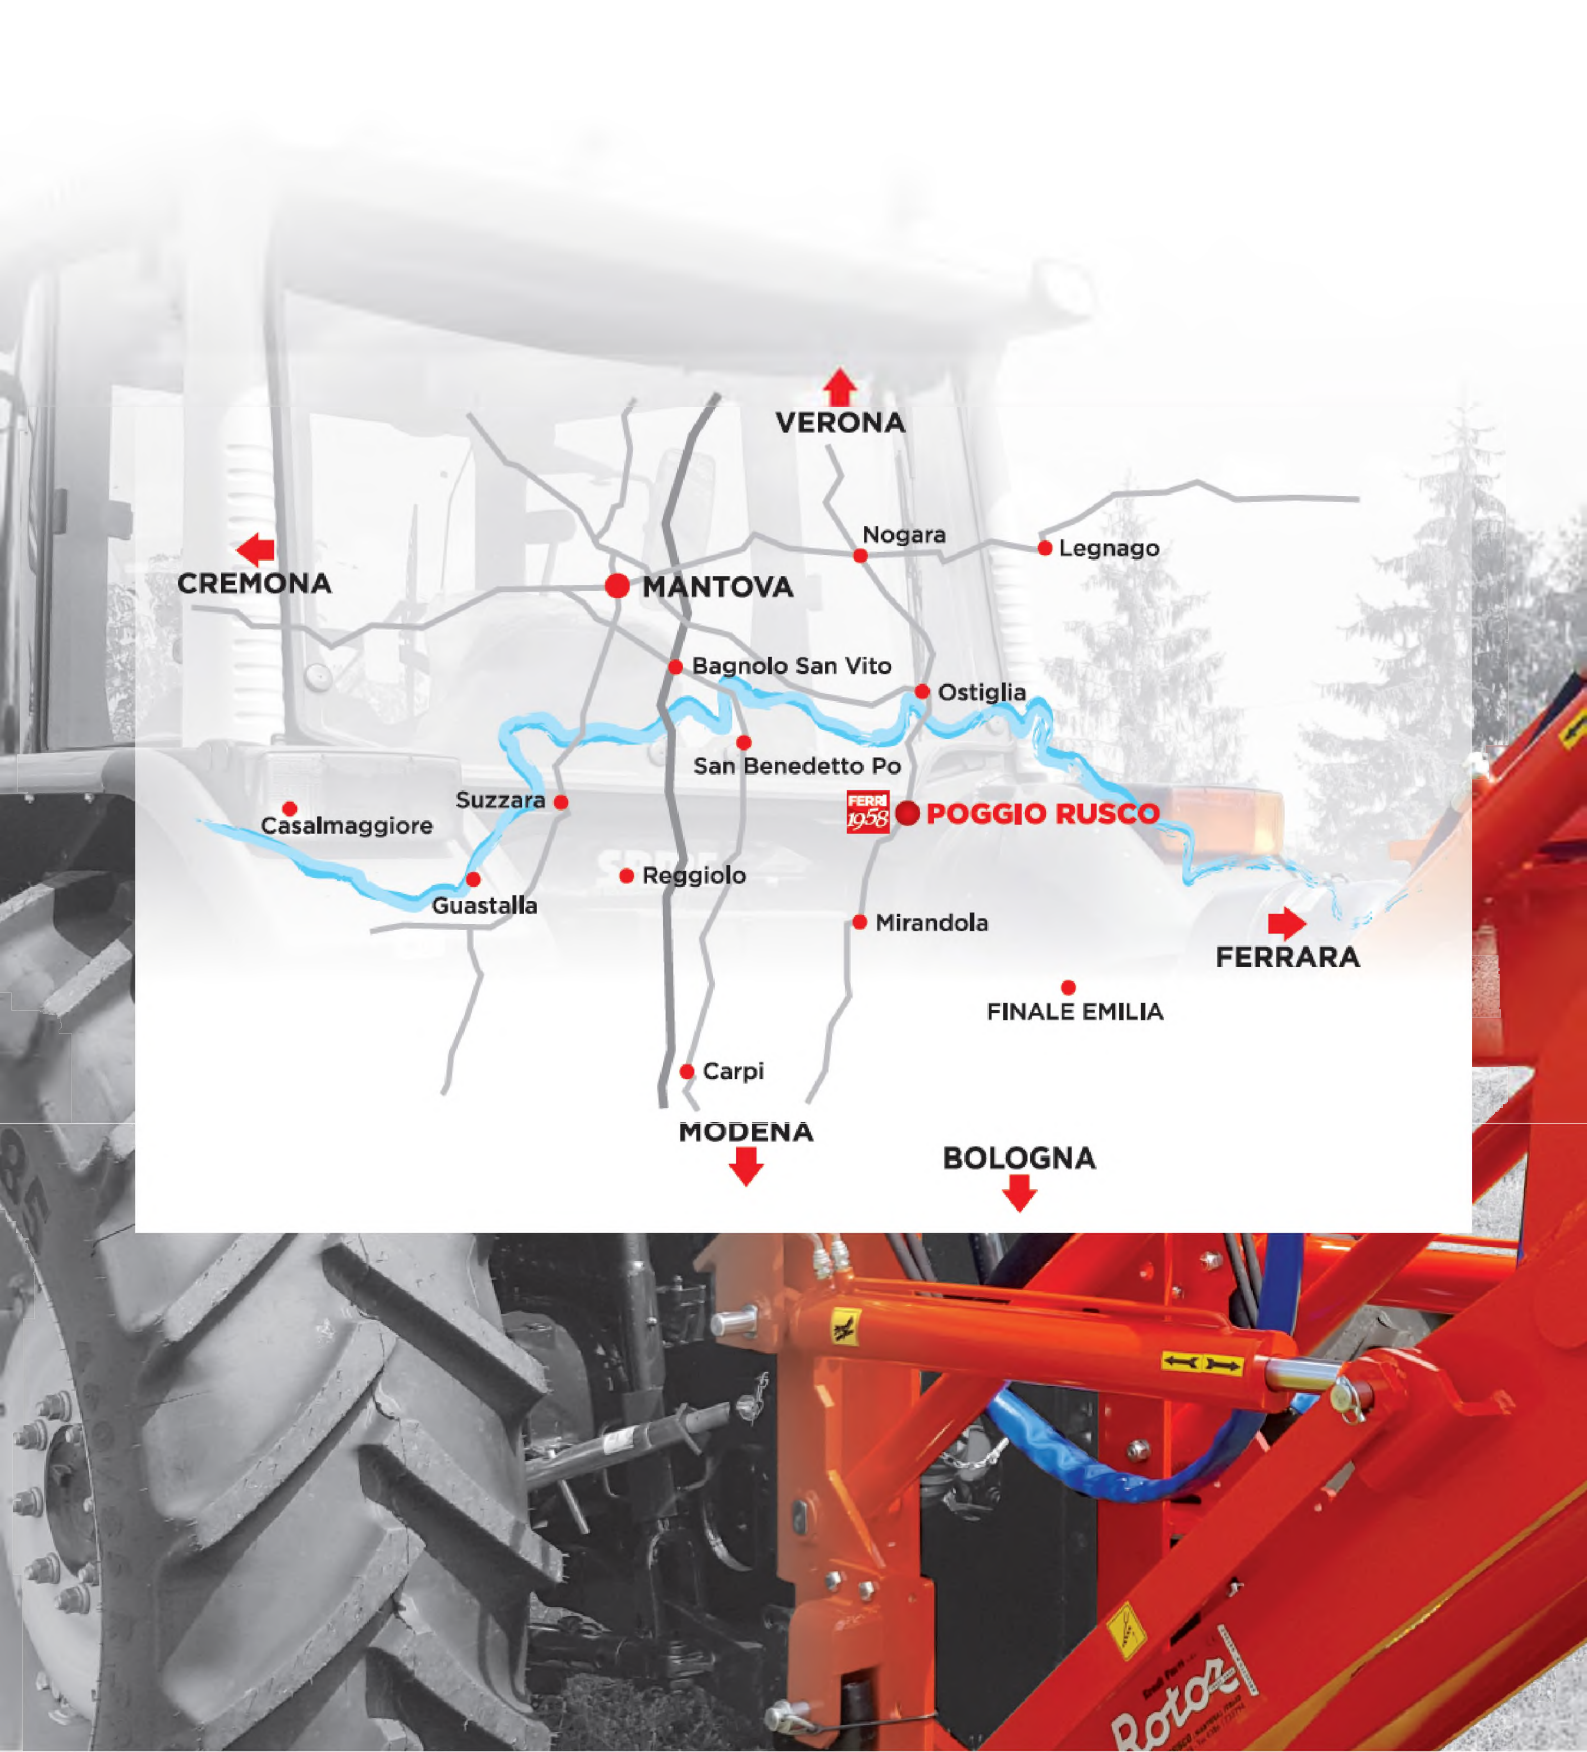 VERONA
Nogara
Legnago
CREMONA
MANTOVA
Bagnolo San Vito
Ostiglia
San Benedetto Po
Suzzara
FERRI
1958
POGGIO RUSCO
Casalmaggiore
Reggiolo
Guastalla
Mirandola
FERRARA
FINALE EMILIA
Carpi
MODENA
BOLOGNA
Rotor